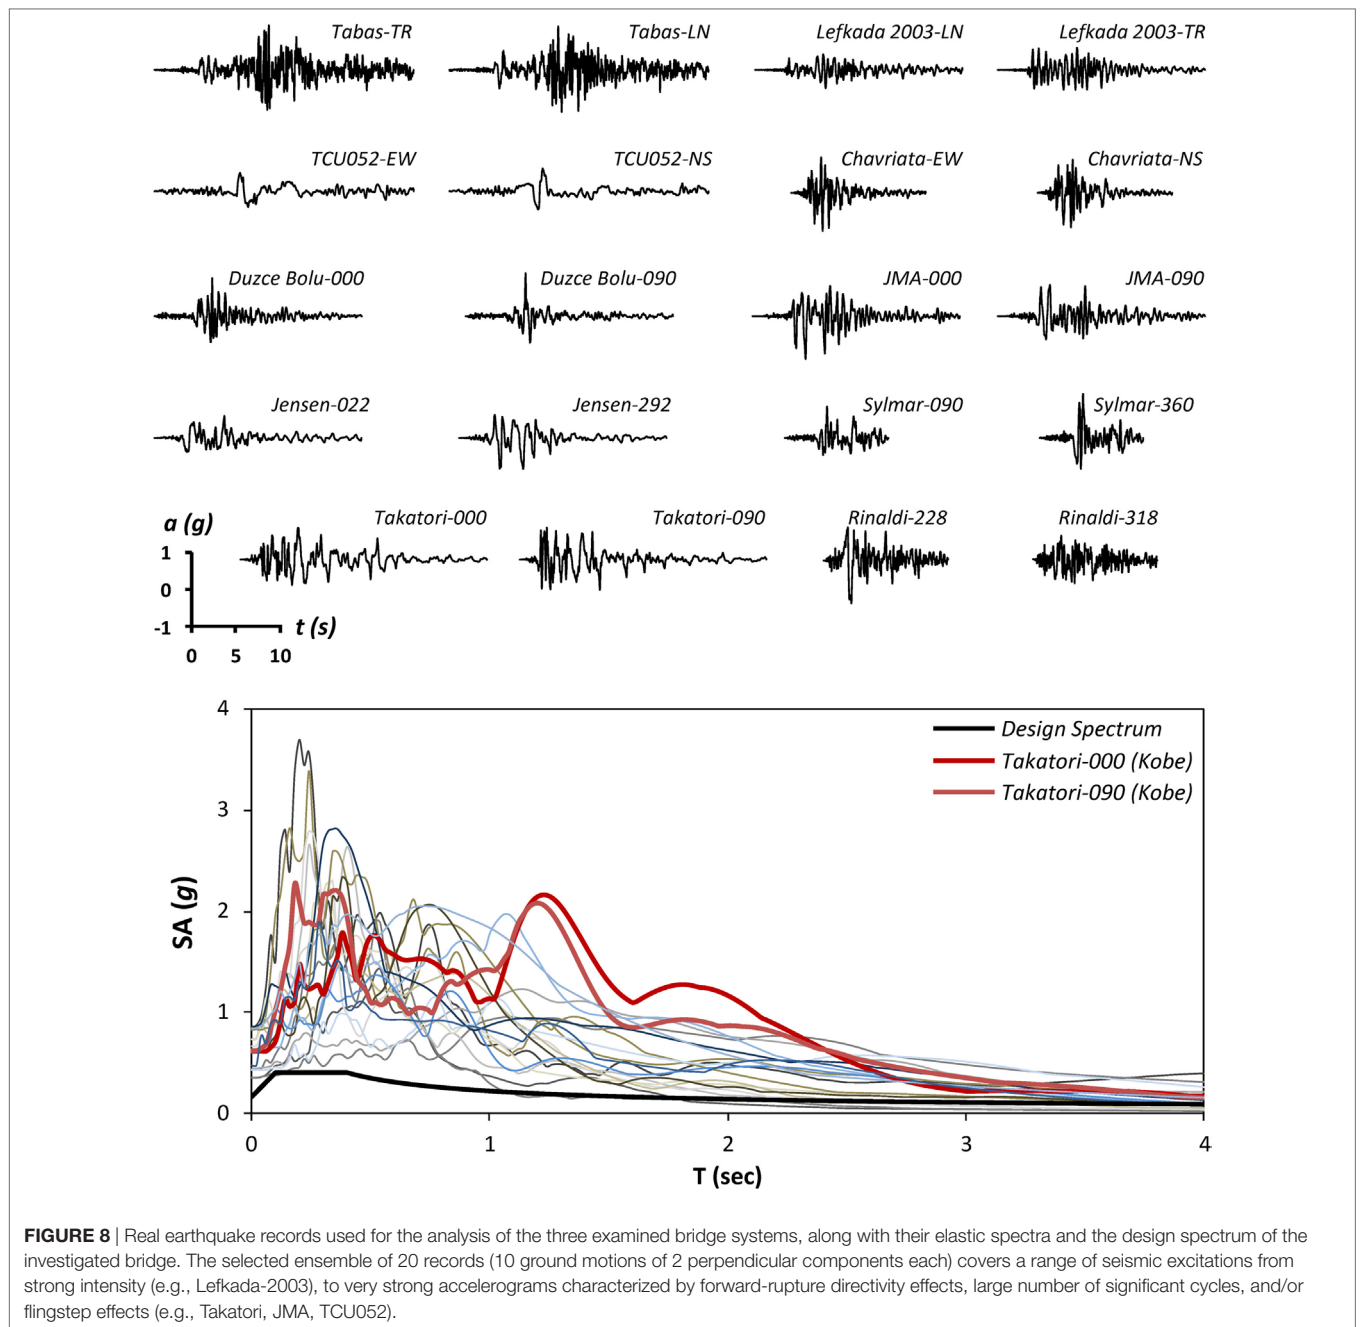 Tabas-TR Tabas-LN Lefkada 2003-LN Lefkada 2003-TR
TCU052-EW TCU052-NS Chavriata-EW Chavriata-NS
Duzce Bolu-000 Duzce Bolu-090 JMA-000 JMA-090
Jensen-022 Jensen-292 Sylmar-090 Sylmar-360
Takatori-000 Takatori-090 Rinaldi-228 Rinaldi-318
a (g)
1
0
-1
t (s)
0 5 10
4
3
2
1
0
SA (g)
Design Spectrum
Takatori-000 (Kobe)
Takatori-090 (Kobe)
0 1 2 3 4
T (sec)
FIGURE 8 | Real earthquake records used for the analysis of the three examined bridge systems, along with their elastic spectra and the design spectrum of the
investigated bridge. The selected ensemble of 20 records (10 ground motions of 2 perpendicular components each) covers a range of seismic excitations from
strong intensity (e.g., Lefkada-2003), to very strong accelerograms characterized by forward-rupture directivity effects, large number of significant cycles, and/or
flingstep effects (e.g., Takatori, JMA, TCU052).